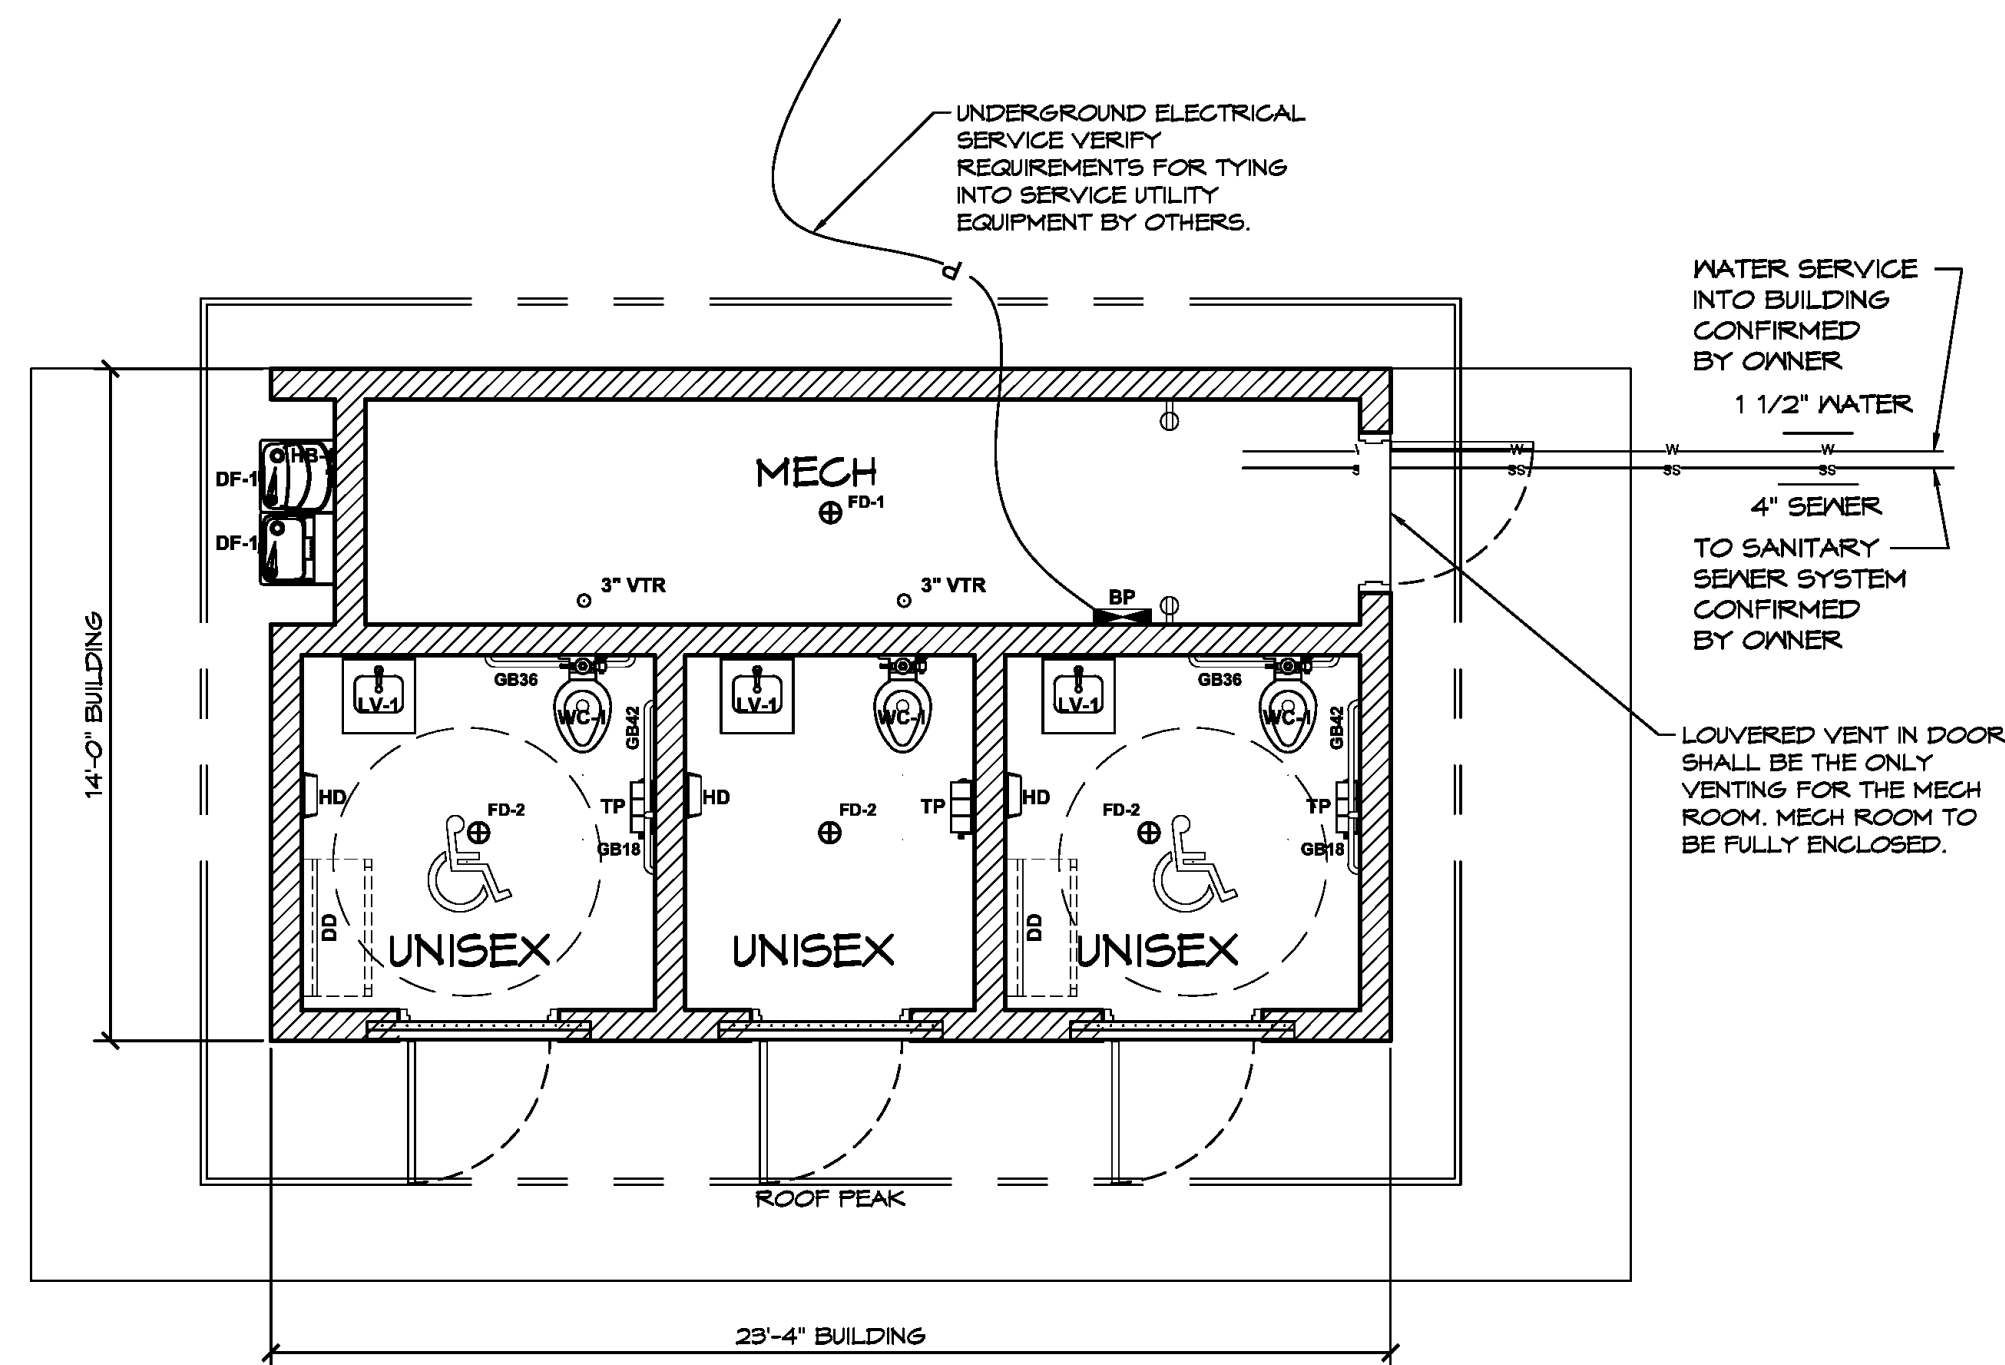 UNDERGROUND ELECTRICAL
SERVICE VERIFY
REQUIREMENTS FOR TYING
INTO SERVICE UTILITY
EQUIPMENT BY OTHERS.
P
WATER SERVICE
INTO BUILDING
CONFIRMED
BY OWNER
1 1/2" WATER
W W W
SS SS SS
4" SEWER
TO SANITARY
SEWER SYSTEM
CONFIRMED
BY OWNER
LOUVERED VENT IN DOOR
SHALL BE THE ONLY
VENTING FOR THE MECH
ROOM. MECH ROOM TO
BE FULLY ENCLOSED.
14'-0" BUILDING
DF-1
HB-1
DF-1
MECH
FD-1
3" VTR
3" VTR
BP
LV-1
GB36
WC-1
GB42
HD
TP
FD-2
GB18
DD
UNISEX
LV-1
WC-1
HD
TP
FD-2
UNISEX
LV-1
GB36
WC-1
GB42
HD
TP
FD-2
GB18
DD
UNISEX
ROOF PEAK
23'-4" BUILDING